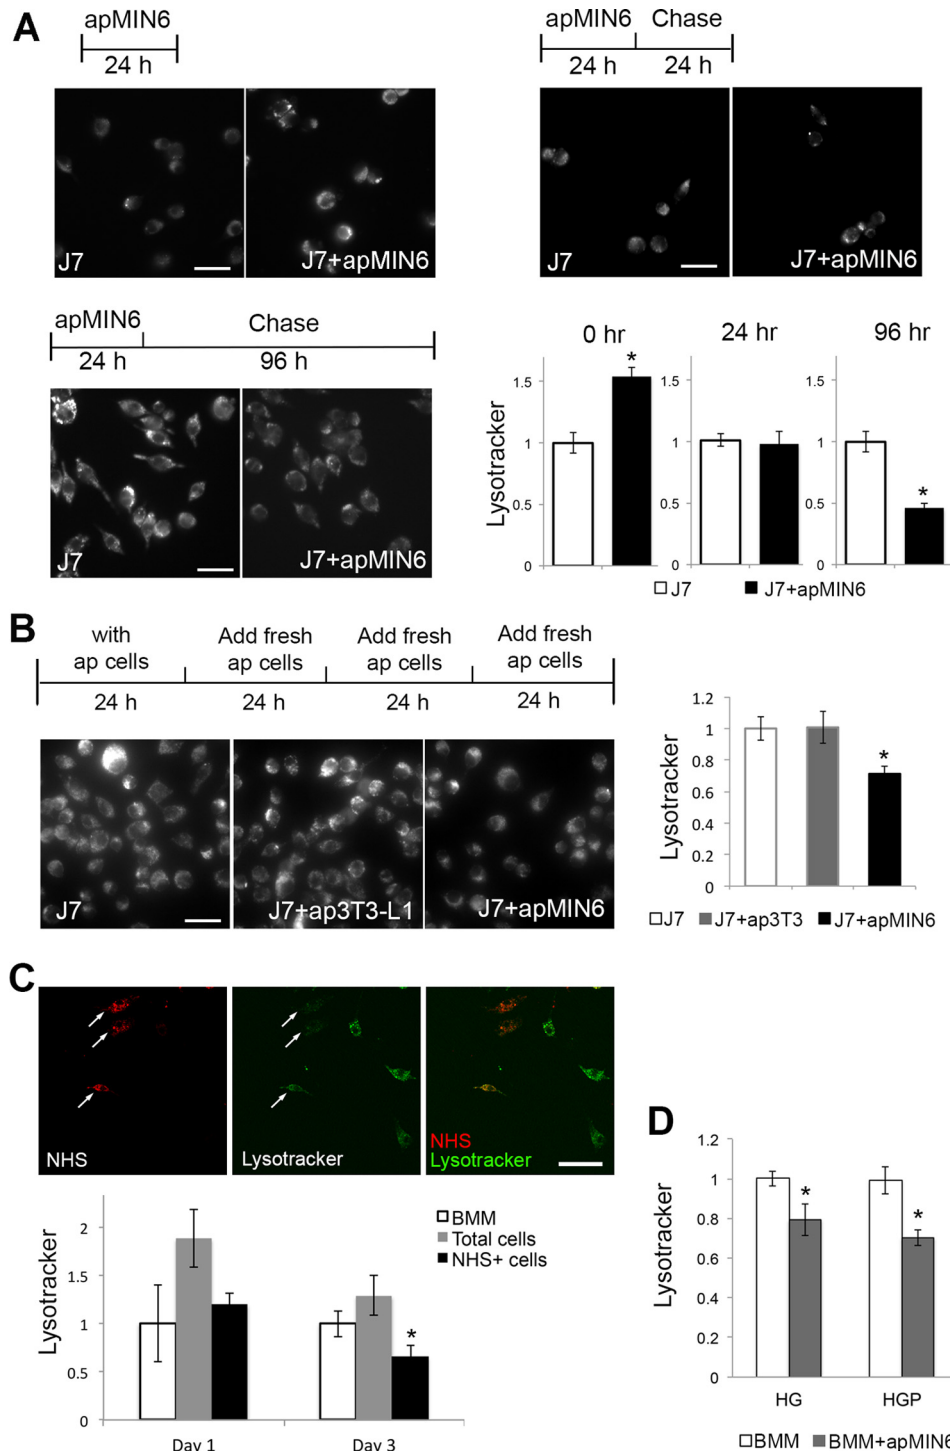 A
apMIN6
24 h
J7
J7+apMIN6
apMIN6 Chase
24 h 24 h
J7
J7+apMIN6
apMIN6 Chase
24 h 96 h
J7
J7+apMIN6
0 hr 24 hr 96 hr
Lysotracker
1.5
1
0.5
0
*
1.5
1
0.5
0
1.5
1
0.5
0
*
J7 J7+apMIN6
B
with
ap cells
Add fresh
ap cells
Add fresh
ap cells
Add fresh
ap cells
24 h 24 h 24 h 24 h
J7
J7+ap3T3-L1
J7+apMIN6
Lysotracker
1.2
1
0.8
0.6
0.4
0.2
0
*
J7 J7+ap3T3 J7+apMIN6
C
NHS
Lysotracker
NHS
Lysotracker
Lysotracker
2
1.5
1
0.5
0
BMM
Total cells
NHS+ cells
*
Day 1 Day 3
D
Lysotracker
1.2
1
0.8
0.6
0.4
0.2
0
*
*
HG HGP
BMM BMM+apMIN6